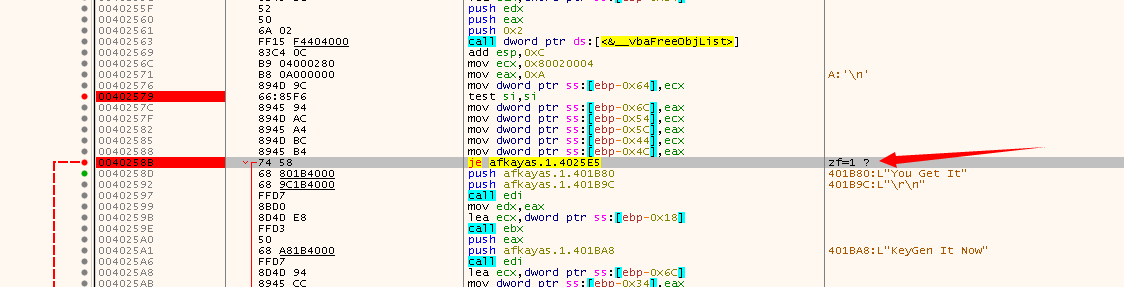 0040255F 52 push edx
00402560 50 push eax
00402561 6A 02 push 0x2
00402563 FF15 F4404000 call dword ptr ds:[<&__vbaFreeObjList>]
00402569 83C4 0C add esp,0xC
0040256C B9 04000280 mov ecx,0x80020004
00402571 B8 0A000000 mov eax,0xA A:'\n'
00402576 894D 9C mov dword ptr ss:[ebp-0x64],ecx
00402579 66:85F6 test si,si
0040257C 8945 94 mov dword ptr ss:[ebp-0x6C],eax
0040257F 894D AC mov dword ptr ss:[ebp-0x54],ecx
00402582 8945 A4 mov dword ptr ss:[ebp-0x5C],eax
00402585 894D BC mov dword ptr ss:[ebp-0x44],ecx
00402588 8945 B4 mov dword ptr ss:[ebp-0x4C],eax
0040258B 74 58 je afkayas.1.4025E5 zf=1 ?
0040258D 68 801B4000 push afkayas.1.401B80 401B80:L"You Get It"
00402592 68 9C1B4000 push afkayas.1.401B9C 401B9C:L"\r\n"
00402597 FFD7 call edi
00402599 8BD0 mov edx,eax
0040259B 8D4D E8 lea ecx,dword ptr ss:[ebp-0x18]
0040259E FFD3 call ebx
004025A0 50 push eax
004025A1 68 A81B4000 push afkayas.1.401BA8 401BA8:L"KeyGen It Now"
004025A6 FFD7 call edi
004025A8 8D4D 94 lea ecx,dword ptr ss:[ebp-0x6C]
004025AB 8945 CC mov dword ptr ss:[ebp-0x34],eax